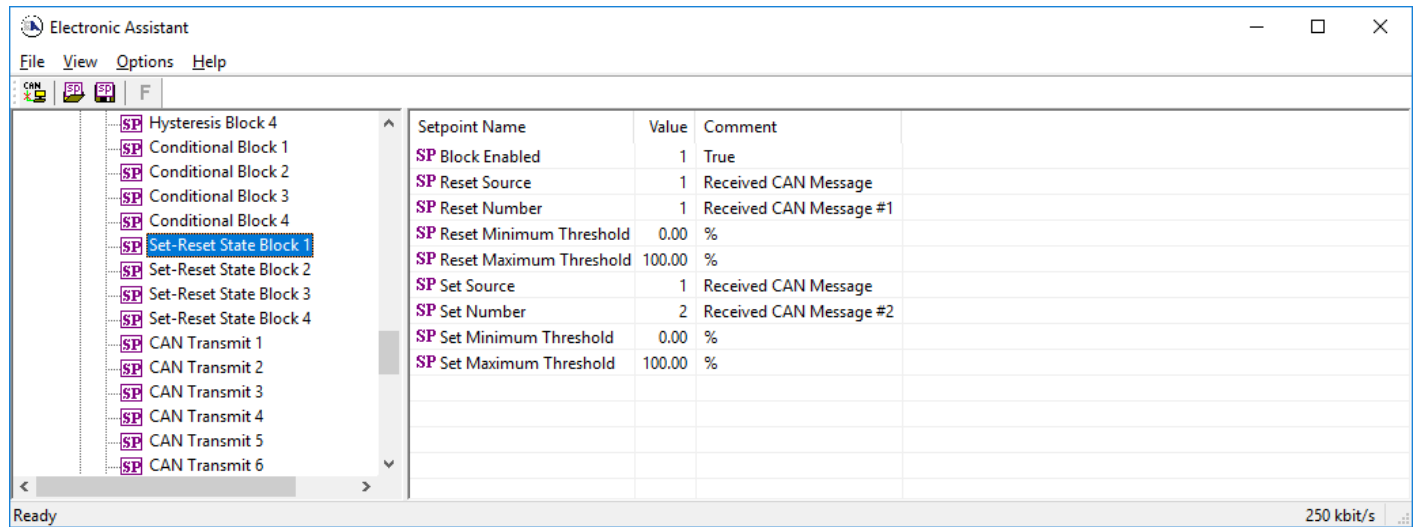 Electronic Assistant
File View Options Help
CAN SP SP F
SP Hysteresis Block 4
SP Conditional Block 1
SP Conditional Block 2
SP Conditional Block 3
SP Conditional Block 4
SP Set-Reset State Block 1
SP Set-Reset State Block 2
SP Set-Reset State Block 3
SP Set-Reset State Block 4
SP CAN Transmit 1
SP CAN Transmit 2
SP CAN Transmit 3
SP CAN Transmit 4
SP CAN Transmit 5
SP CAN Transmit 6
Setpoint Name Value Comment
SP Block Enabled 1 True
SP Reset Source 1 Received CAN Message
SP Reset Number 1 Received CAN Message #1
SP Reset Minimum Threshold 0.00 %
SP Reset Maximum Threshold 100.00 %
SP Set Source 1 Received CAN Message
SP Set Number 2 Received CAN Message #2
SP Set Minimum Threshold 0.00 %
SP Set Maximum Threshold 100.00 %
Ready 250 kbit/s